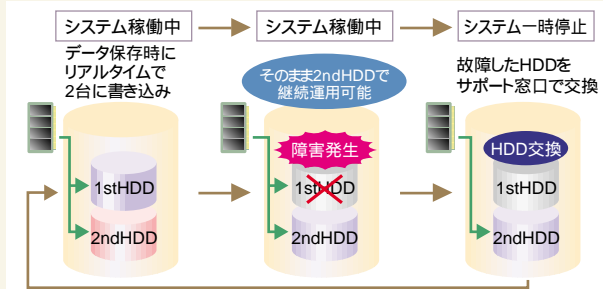 システム稼働中
システム稼働中
システム一時停止
データ保存時に
リアルタイムで
2台に書き込み
そのまま2ndHDDで
継続運用可能
故障したHDDを
サポート窓口で交換
障害発生
HDD交換
1stHDD
1stHDD
1stHDD
2ndHDD
2ndHDD
2ndHDD